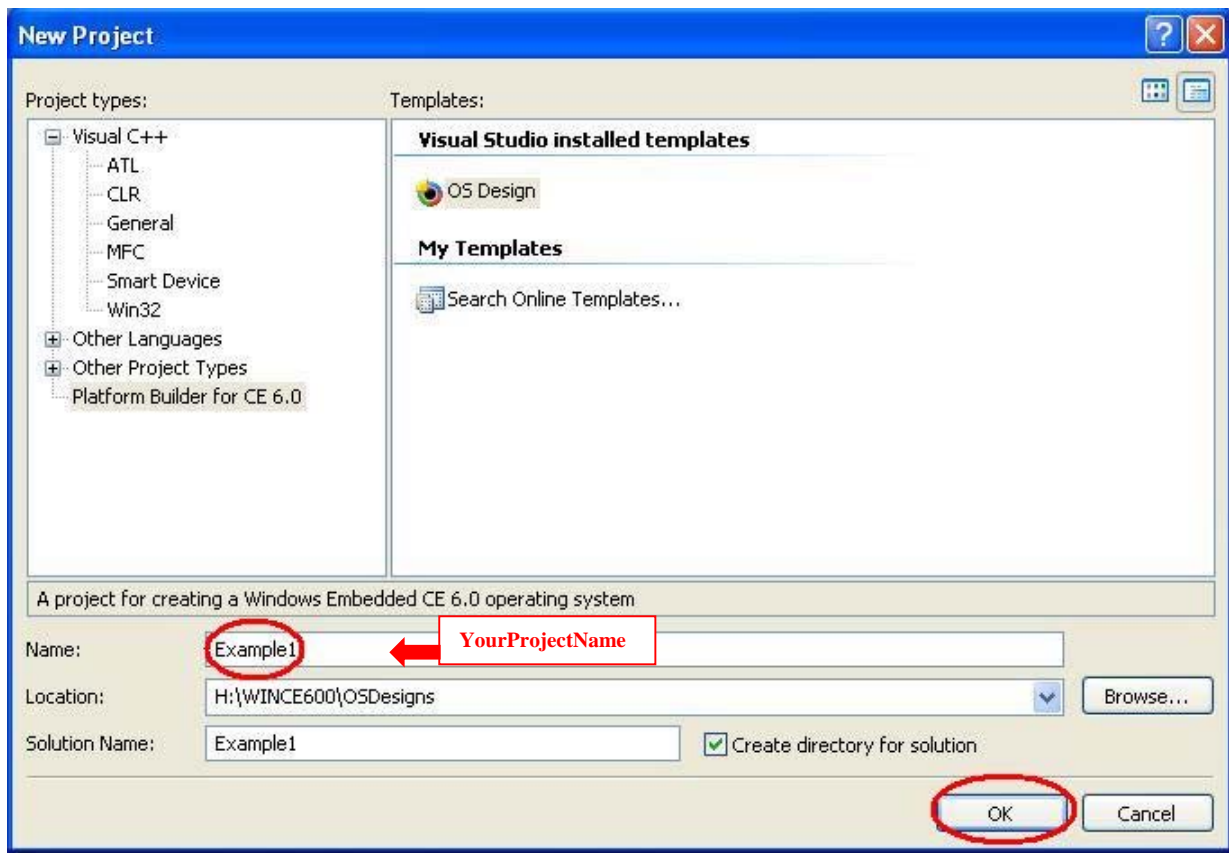 New Project
Project types:
Templates:
Visual C++
ATL
CLR
General
MFC
Smart Device
Win32
Other Languages
Other Project Types
Platform Builder for CE 6.0
Visual Studio installed templates
OS Design
My Templates
Search Online Templates...
A project for creating a Windows Embedded CE 6.0 operating system
Name:
Example1
YourProjectName
Location:
H:\WINCE600\OSDesigns
Browse...
Solution Name:
Example1
Create directory for solution
OK
Cancel